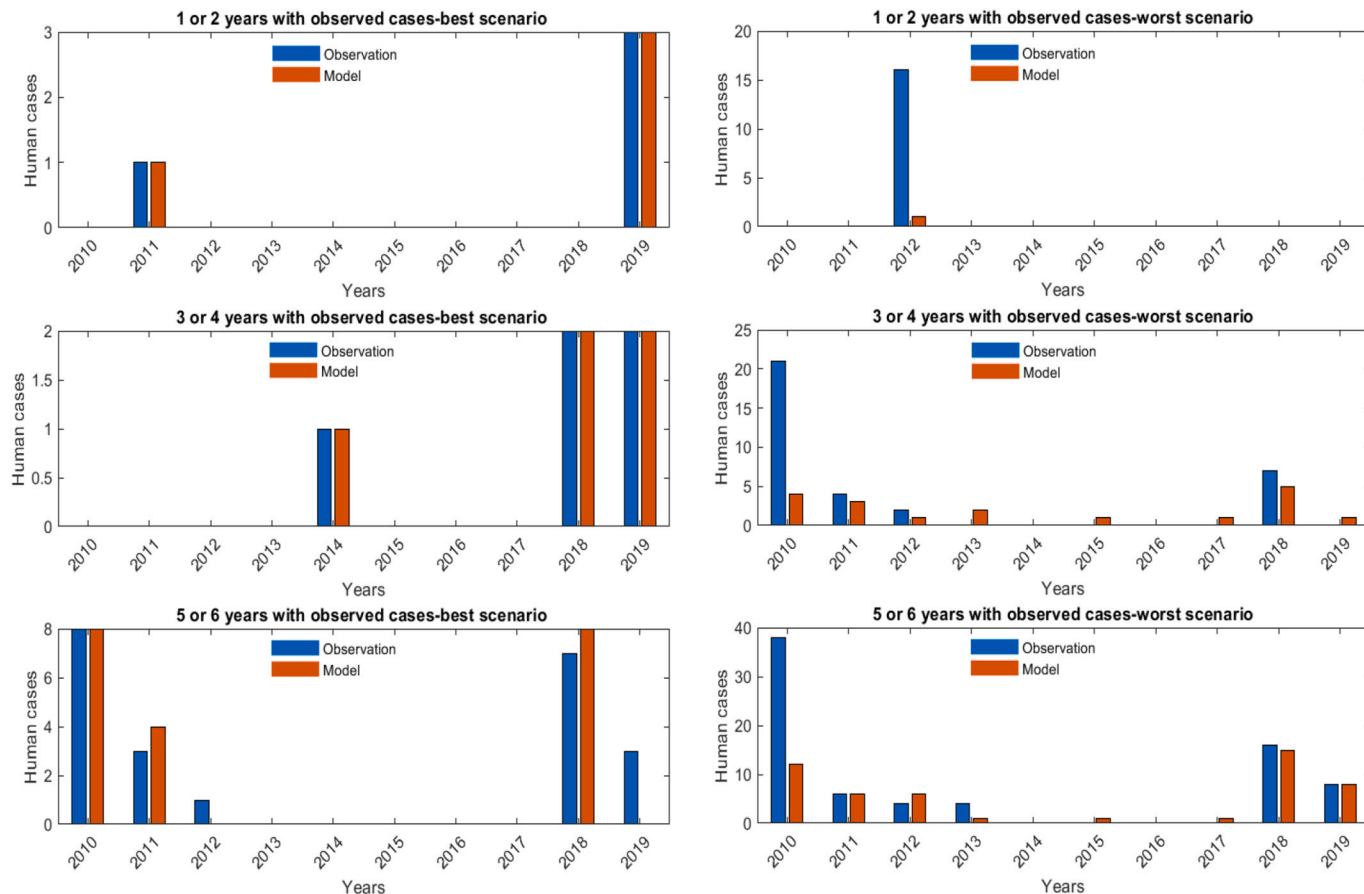 1 or 2 years with observed cases-best scenario
Human cases
3
2
1
0
Observation
Model
2010 2011 2012 2013 2014 2015 2016 2017 2018 2019
Years
1 or 2 years with observed cases-worst scenario
Human cases
20
15
10
5
0
Observation
Model
2010 2011 2012 2013 2014 2015 2016 2017 2018 2019
Years
3 or 4 years with observed cases-best scenario
Human cases
2
1.5
1
0.5
0
Observation
Model
2010 2011 2012 2013 2014 2015 2016 2017 2018 2019
Years
3 or 4 years with observed cases-worst scenario
Human cases
25
20
15
10
5
0
Observation
Model
2010 2011 2012 2013 2014 2015 2016 2017 2018 2019
Years
5 or 6 years with observed cases-best scenario
Human cases
8
6
4
2
0
Observation
Model
2010 2011 2012 2013 2014 2015 2016 2017 2018 2019
Years
5 or 6 years with observed cases-worst scenario
Human cases
40
30
20
10
0
Observation
Model
2010 2011 2012 2013 2014 2015 2016 2017 2018 2019
Years